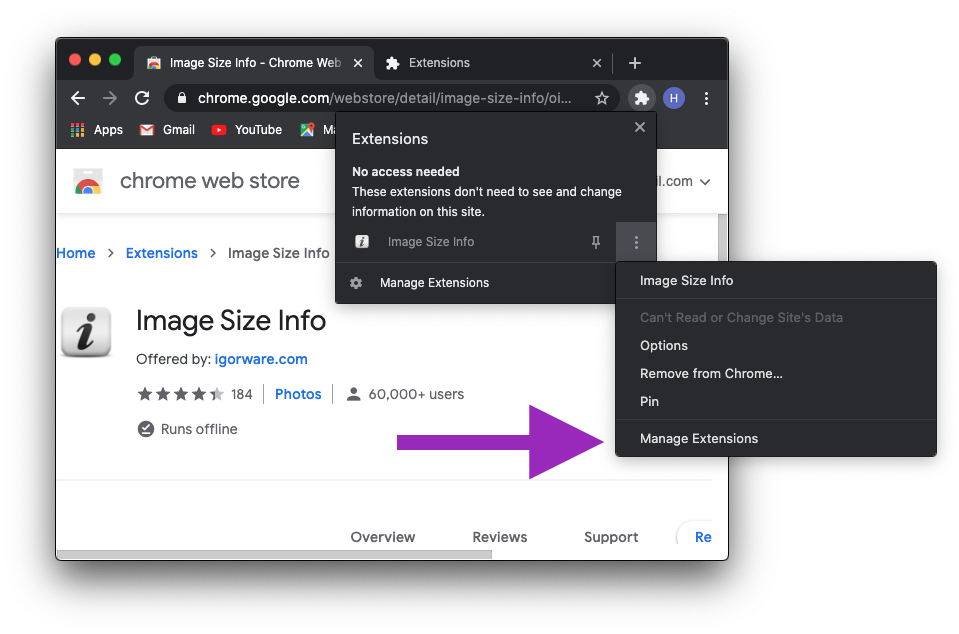 Image Size Info - Chrome Web
Extensions
chrome.google.com/webstore/detail/image-size-info/oi...
H
Apps
Gmail
YouTube
Extensions
No access needed
These extensions don't need to see and change
information on this site.
Image Size Info
Manage Extensions
Image Size Info
Can't Read or Change Site's Data
Options
Remove from Chrome...
Pin
Manage Extensions
chrome web store
il.com
Home > Extensions > Image Size Info
i
Image Size Info
Offered by: igorware.com
184
Photos
60,000+ users
Runs offline
Overview
Reviews
Support
Re